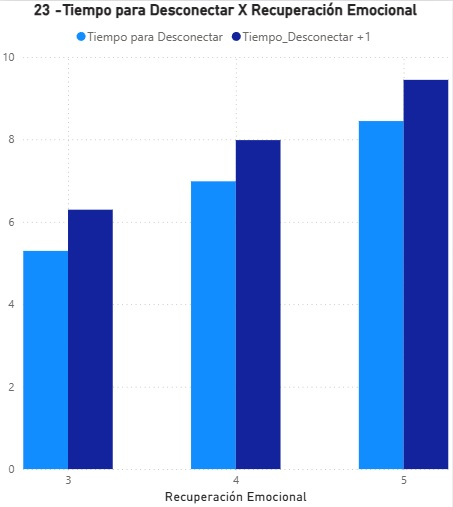 23 -Tiempo para Desconectar X Recuperación Emocional
Tiempo para Desconectar Tiempo_Desconectar +1
10
8
6
4
2
0
3 4 5
Recuperación Emocional